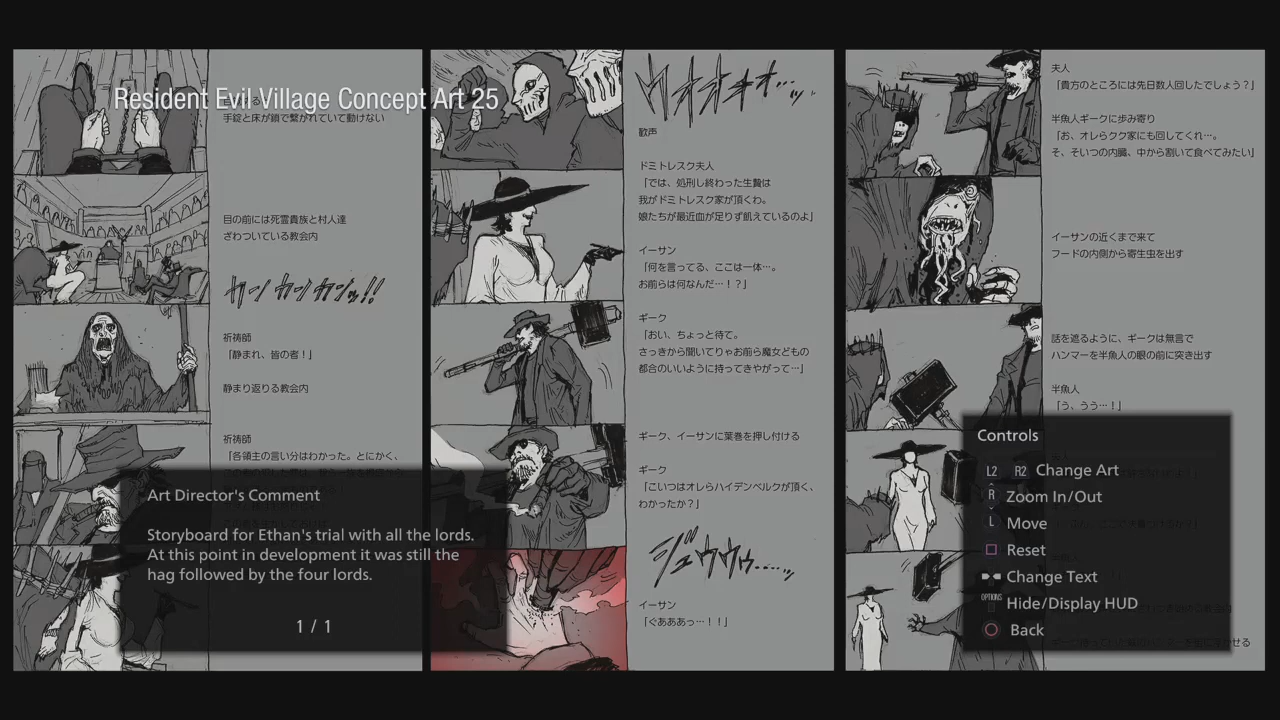 Resident Evil Village Concept Art 25
手錠と床が鎖で繋がれていて動けない
目の前には死霊貴族と村人達
ざわついている教会内
カンカンカンッ!!
祈祷師
「静まれ、皆の者！」
静まり返る教会内
祈祷師
「各領主の言い分はわかった。とにかく、
ウオオオオ…ッ
歓声
ドミトレスク夫人
「では、処刑し終わった生贄は
我がドミトレスク家が頂くわ。
娘たちが最近血が足りず飢えているのよ」
イーサン
「何を言ってる、ここは一体…。
お前らは何なんだ…！？」
ギーク
「おい、ちょっと待て。
さっきから聞いてりゃお前ら魔女どもの
都合のいいように持ってきやがって…」
ギーク、イーサンに葉巻を押し付ける
ギーク
「こいつはオレらハイデンベルクが頂く、
わかったか？」
ジュウゥゥ....ッ
イーサン
「ぐあああっ…！！」
夫人
「貴方のところには先日数人回したでしょう？」
半魚人ギークに歩み寄り
「お、オレらクク家にも回してくれ…。
そ、そいつの内臓、中から割いて食べてみたい」
イーサンの近くまで来て
フードの内側から寄生虫を出す
話を遮るように、ギークは無言で
ハンマーを半魚人の眼の前に突き出す
半魚人
「う、うう…！」
Art Director's Comment
Storyboard for Ethan's trial with all the lords.
At this point in development it was still the
hag followed by the four lords.
1 / 1
Controls
L2 R2 Change Art
R Zoom In/Out
L Move
Reset
Change Text
OPTIONS Hide/Display HUD
Back